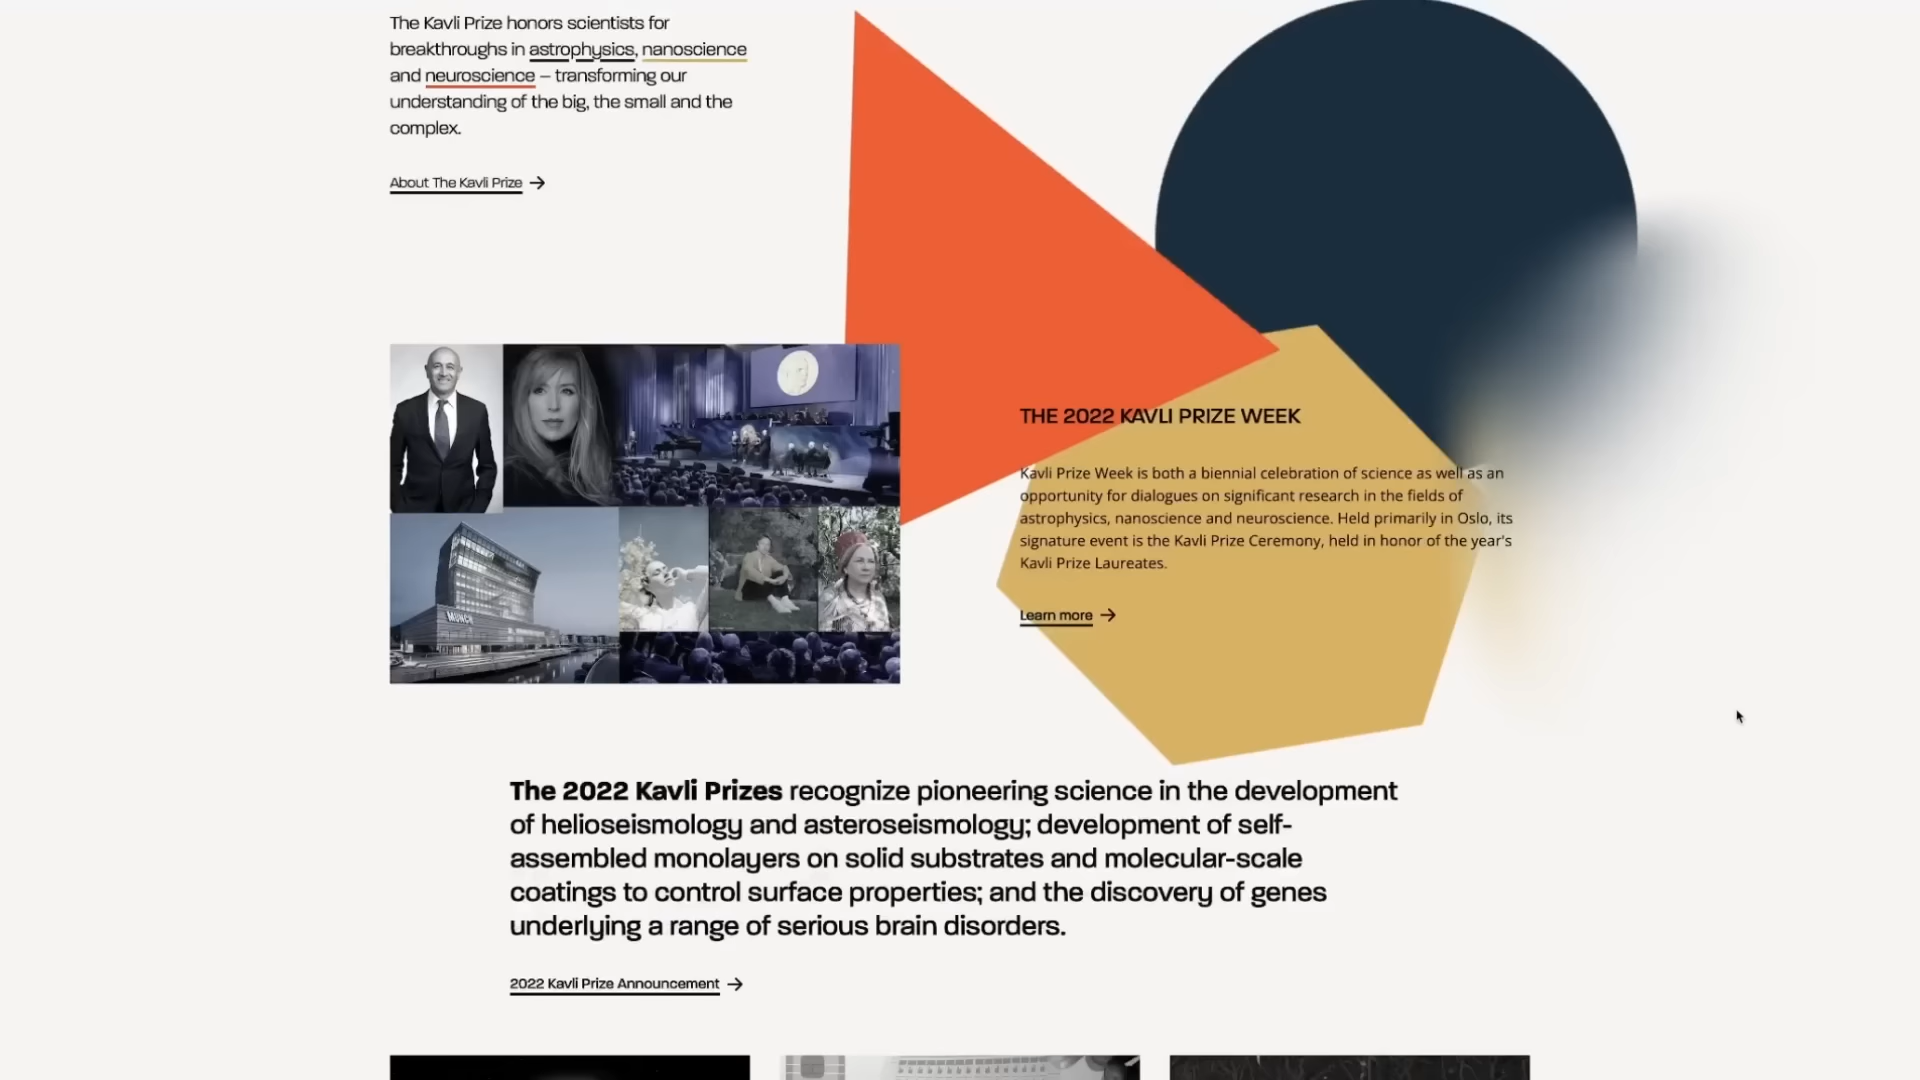 The Kavli Prize honors scientists for
breakthroughs in astrophysics, nanoscience
and neuroscience – transforming our
understanding of the big, the small and the
complex.
About The Kavli Prize →
MUNCH
THE 2022 KAVLI PRIZE WEEK
Kavli Prize Week is both a biennial celebration of science as well as an
opportunity for dialogues on significant research in the fields of
astrophysics, nanoscience and neuroscience. Held primarily in Oslo, its
signature event is the Kavli Prize Ceremony, held in honor of the year's
Kavli Prize Laureates.
Learn more →
The 2022 Kavli Prizes recognize pioneering science in the development
of helioseismology and asteroseismology; development of self-
assembled monolayers on solid substrates and molecular-scale
coatings to control surface properties; and the discovery of genes
underlying a range of serious brain disorders.
2022 Kavli Prize Announcement →